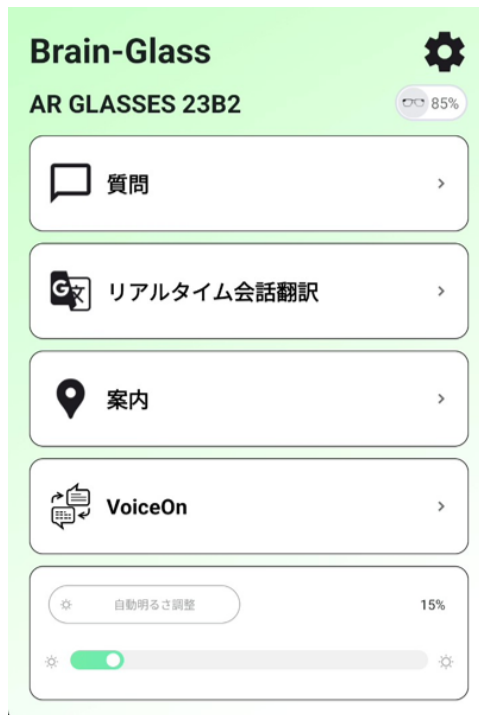 Brain-Glass
AR GLASSES 23B2
85%
質問
リアルタイム会話翻訳
案内
VoiceOn
自動明るさ調整
15%